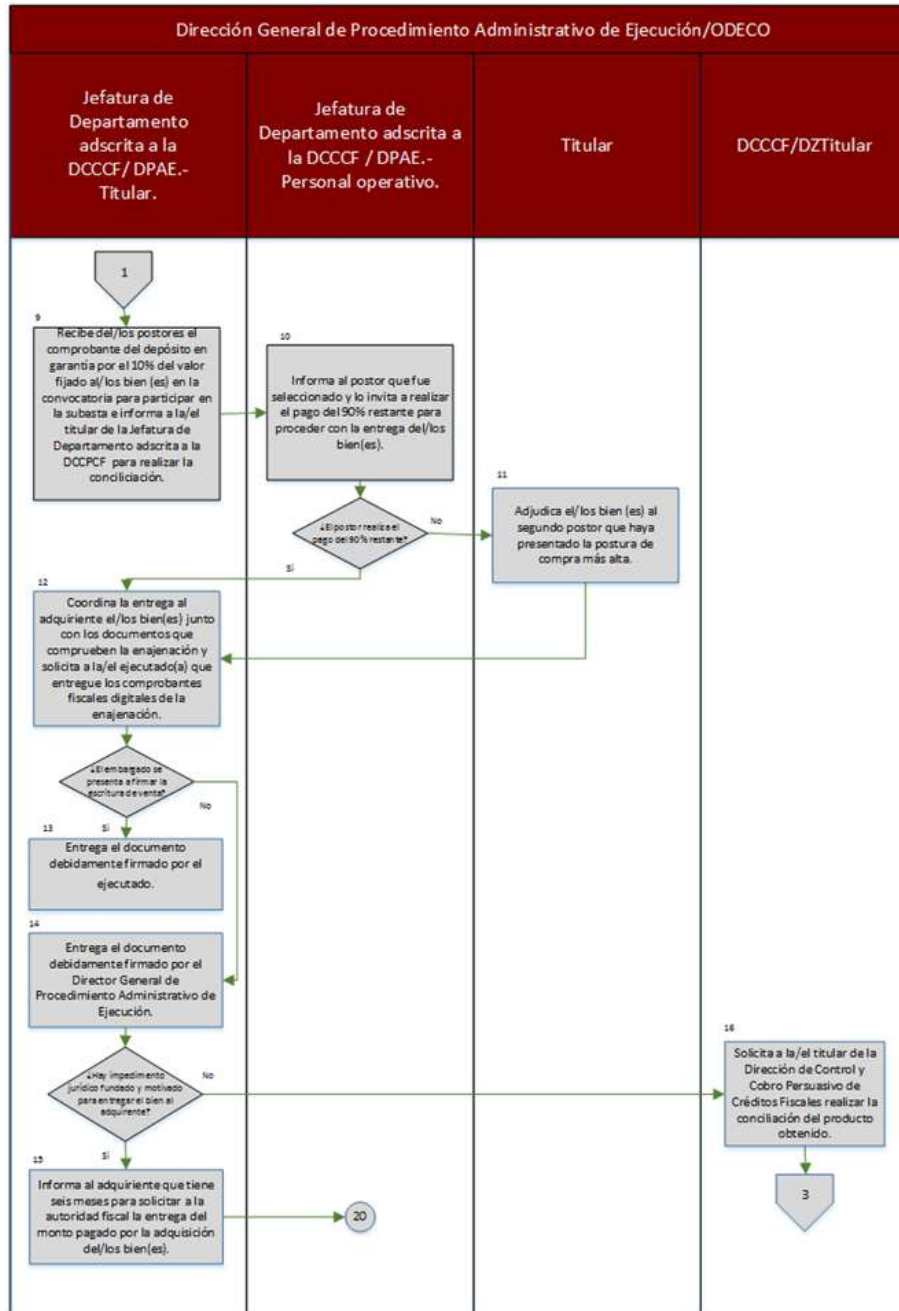 Dirección General de Procedimiento Administrativo de Ejecución/ODECO
Jefatura de
Departamento
adscrita a la
DCCCF/ DPAE.-
Titular.
Jefatura de
Departamento adscrita a
la DCCCF / DPAE.-
Personal operativo.
Titular
DCCCF/DZTitular
1
9
Recibe del/los postores el
comprobante del depósito en
garantía por el 10% del valor
fijado al/los bien (es) en la
convocatoria para participar en
la subasta e informa a la/el
titular de la Jefatura de
Departamento adscrita a la
DCCPCF para realizar la
conciliciación.
10
Informa al postor que fue
seleccionado y lo invita a realizar
el pago del 90% restante para
proceder con la entrega del/los
bien(es).
¿El postor realiza el
pago del 90% restante?
No
Sí
11
Adjudica el/los bien (es) al
segundo postor que haya
presentado la postura de
compra más alta.
12
Coordina la entrega al
adquiriente el/los bien(es) junto
con los documentos que
comprueben la enajenación y
solicita a la/el ejecutado(a) que
entregue los comprobantes
fiscales digitales de la
enajenación.
¿El embargado se
presenta a firmar la
escritura de venta?
No
Sí
13
Entrega el documento
debidamente firmado por el
ejecutado.
14
Entrega el documento
debidamente firmado por el
Director General de
Procedimiento Administrativo de
Ejecución.
¿Hay impedimento
jurídico fundado y motivado
para entregar el bien al
adquirente?
No
Sí
15
Informa al adquiriente que tiene
seis meses para solicitar a la
autoridad fiscal la entrega del
monto pagado por la adquisición
del/los bien(es).
20
16
Solicita a la/el titular de la
Dirección de Control y
Cobro Persuasivo de
Créditos Fiscales realizar la
conciliación del producto
obtenido.
3